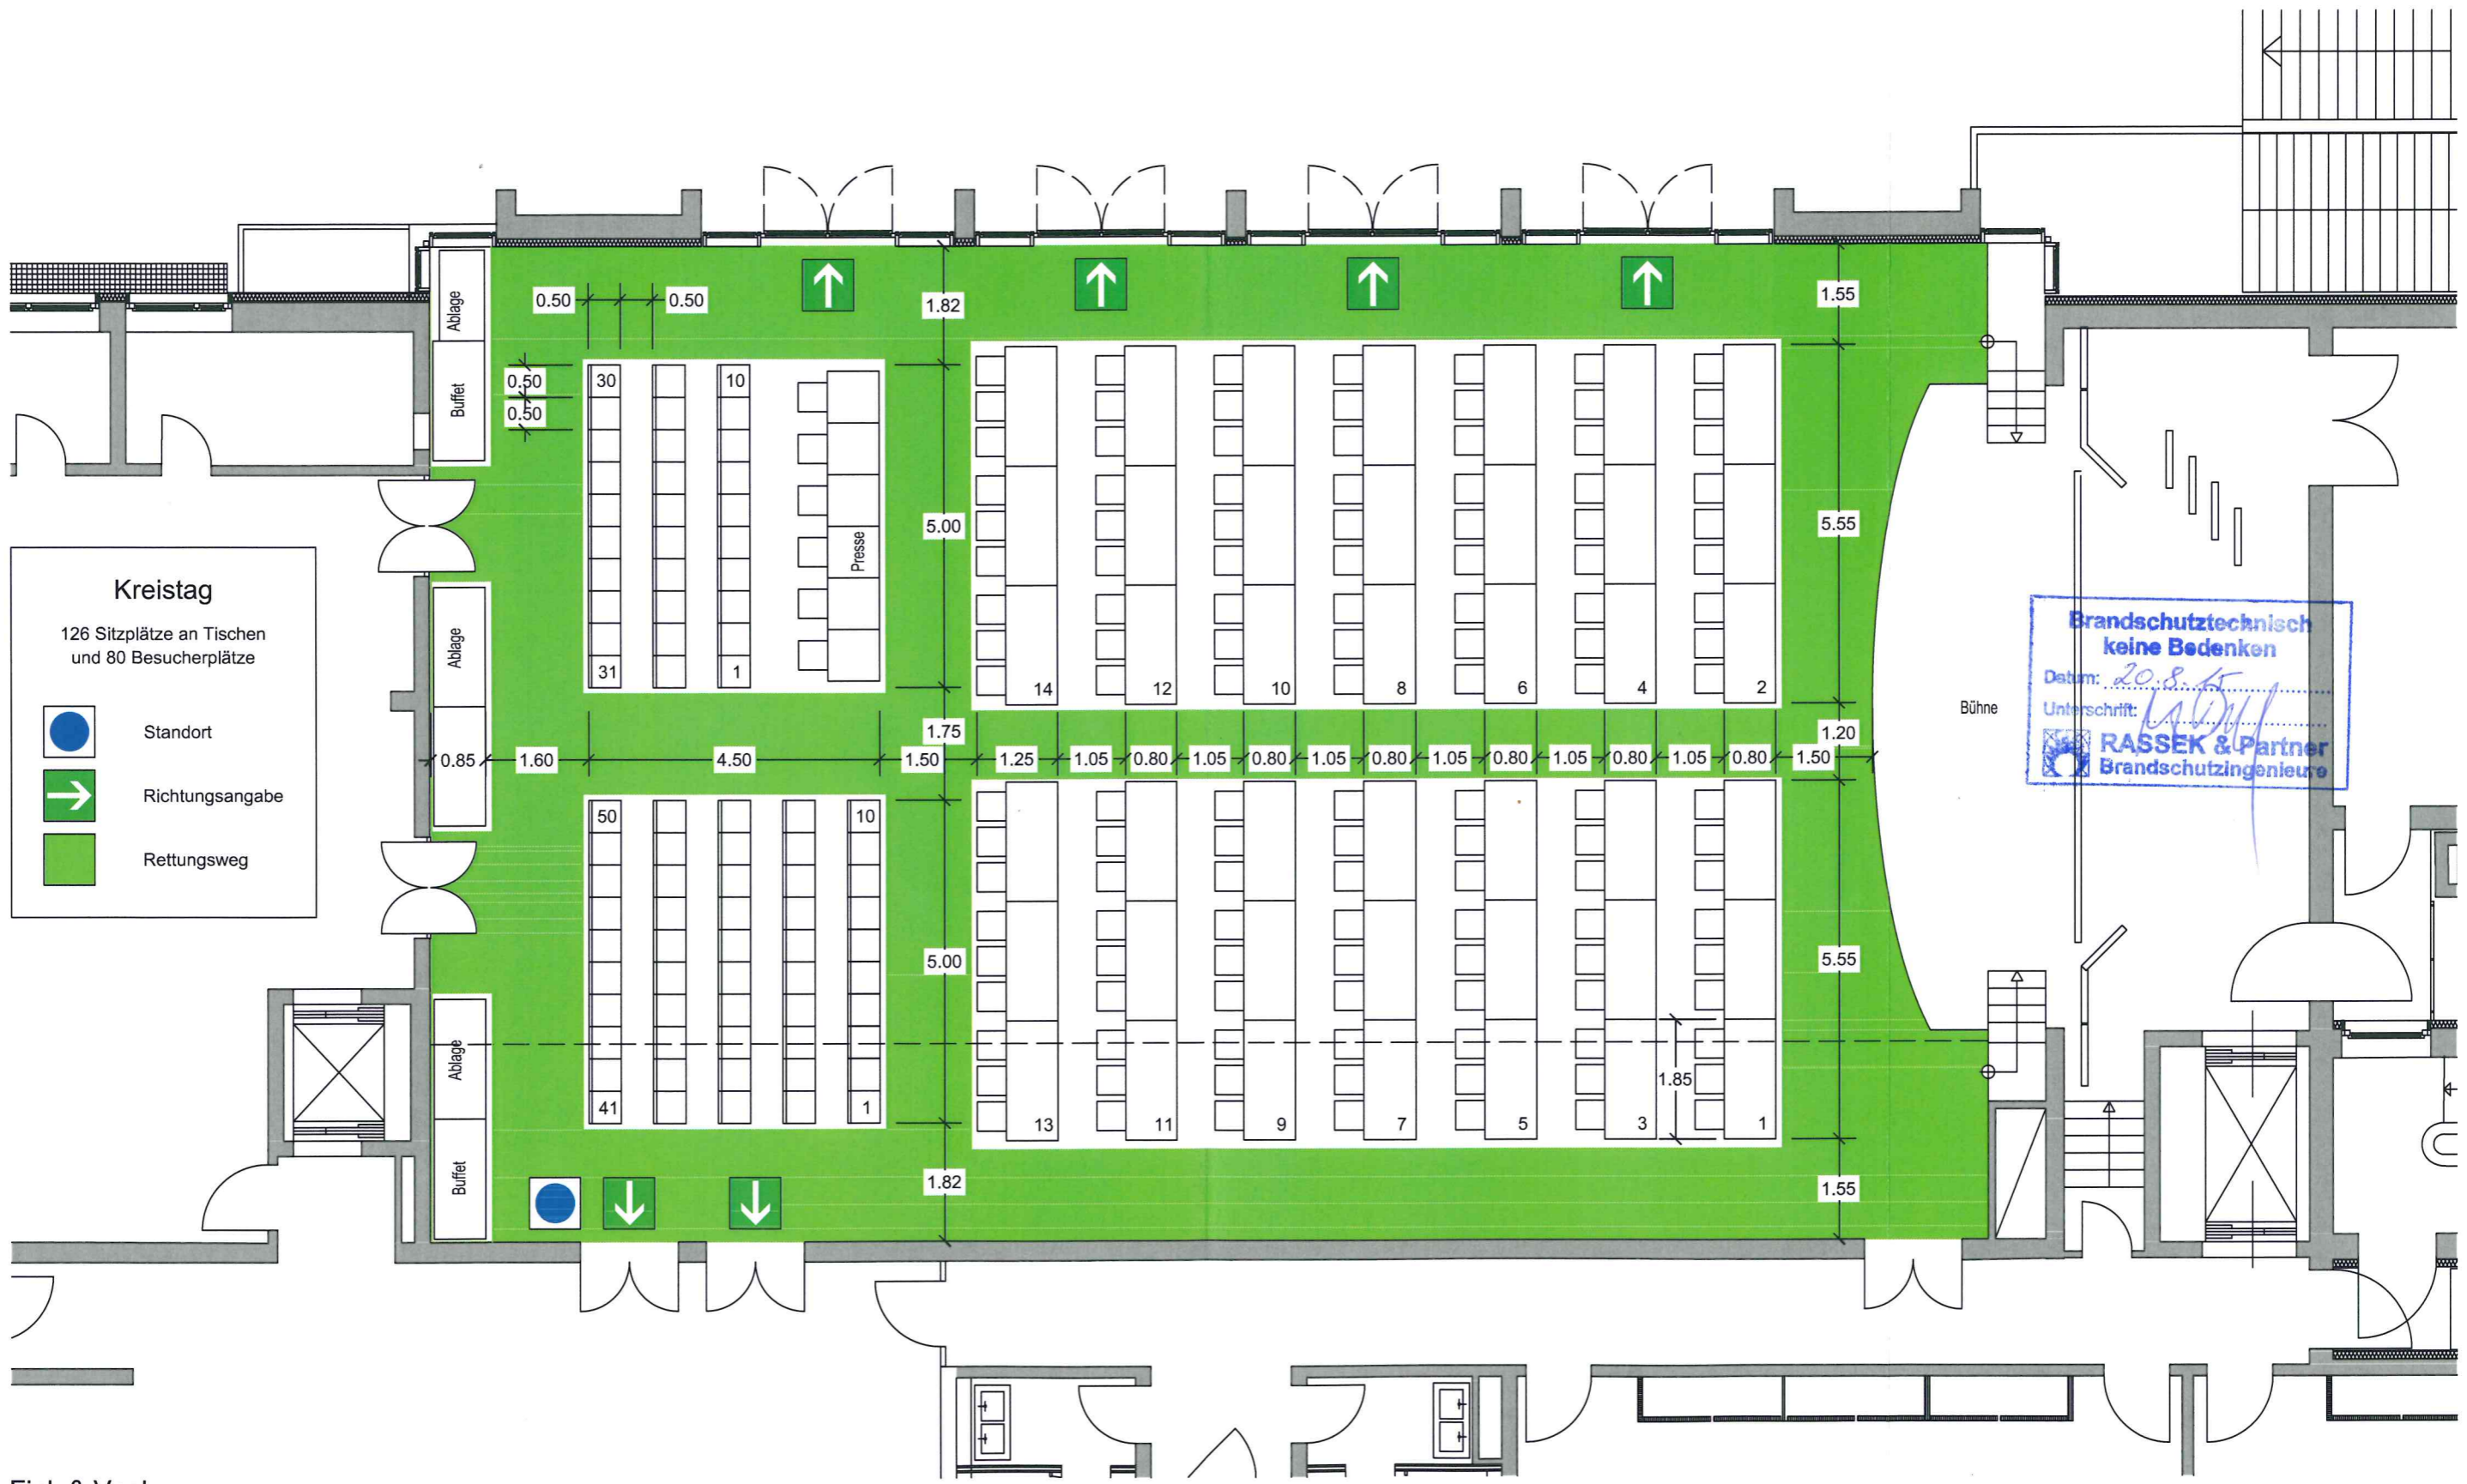 Ablage
Buffet
0.50
0.50
1.82
1.55
0.50
0.50
30
10
31
1
5.00
Presse
14
12
10
8
6
4
2
5.55
Kreistag
126 Sitzplätze an Tischen
und 80 Besucherplätze
Standort
Richtungsangabe
Rettungsweg
Ablage
Brandschutztechnisch
keine Bedenken
Datum: 20.8.15
Unterschrift:
RASSEK & Partner
Brandschutzingenieure
Bühne
1.75
1.20
0.85
1.60
4.50
1.50
1.25
1.05
0.80
1.05
0.80
1.05
0.80
1.05
0.80
1.05
0.80
1.05
0.80
1.50
50
10
41
1
5.00
5.55
1.85
13
11
9
7
5
3
1
Ablage
Buffet
1.82
1.55